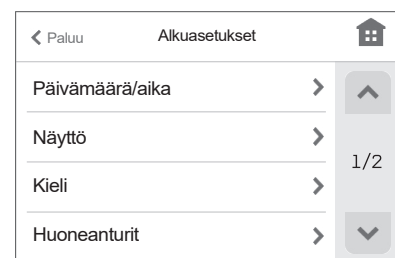 Paluu Alkuasetukset
Päivämäärä/aika
Näyttö
1/2
Kieli
Huoneanturit